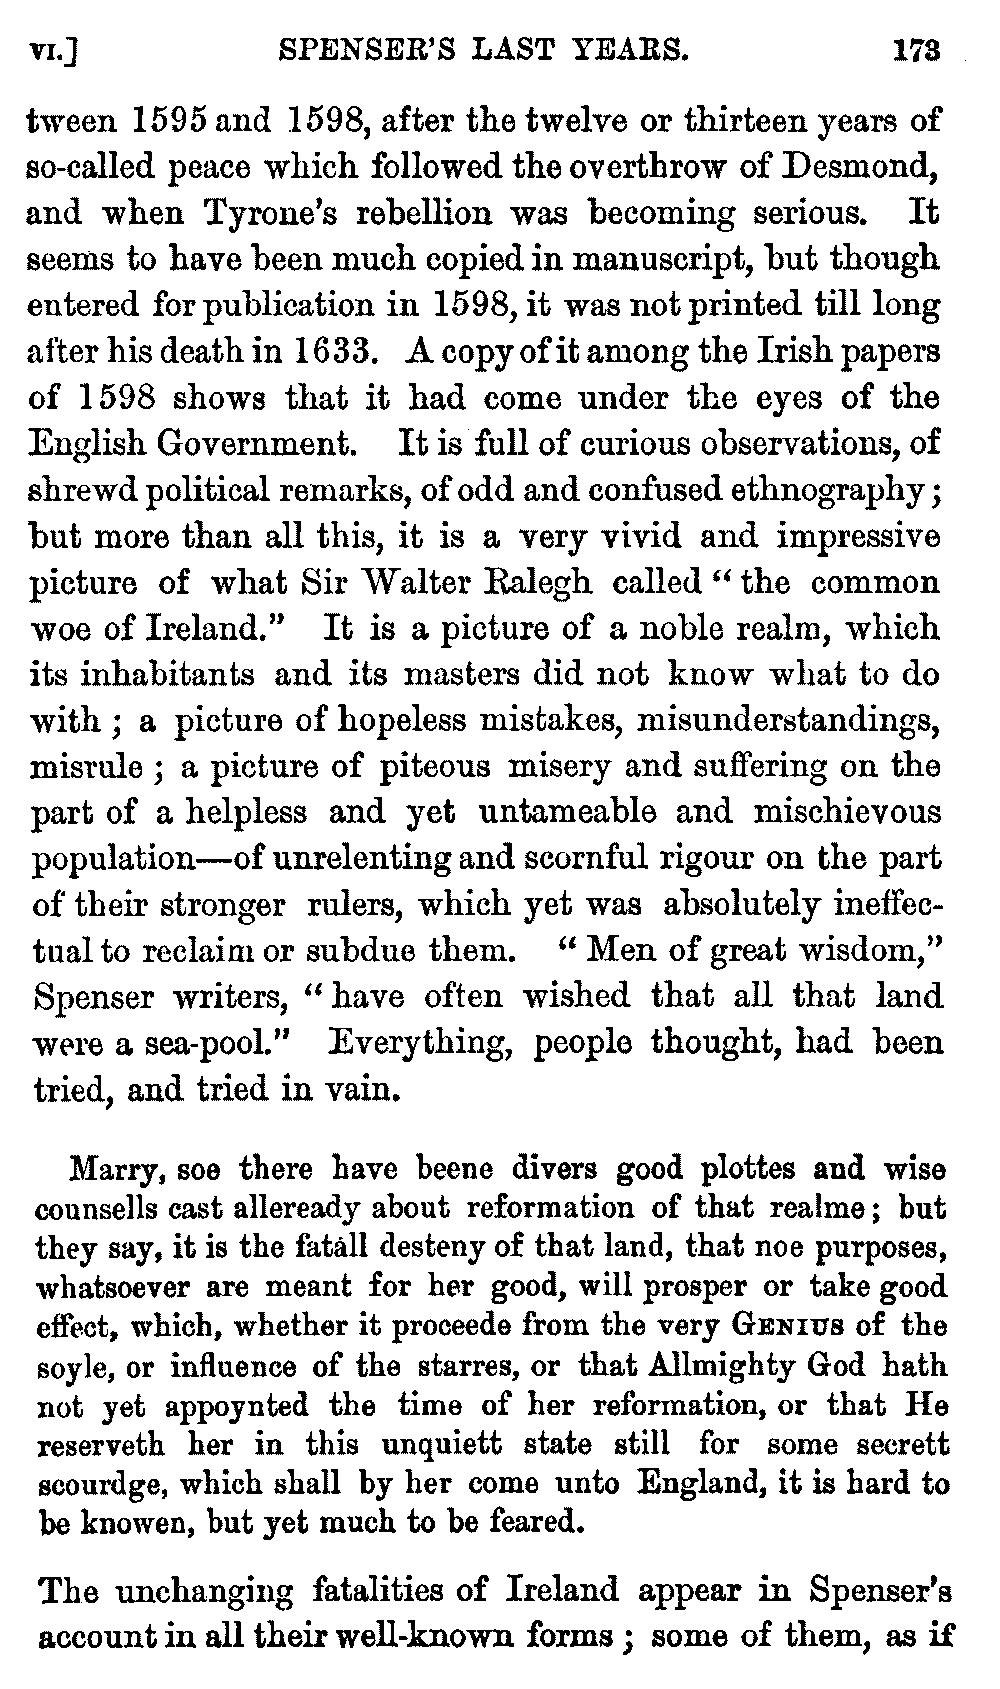 VI.] SPENSER'S LAST YEARS. 173
tween 1595 and 1598, after the twelve or thirteen years of
so-called peace which followed the overthrow of Desmond,
and when Tyrone's rebellion was becoming serious. It
seems to have been much copied in manuscript, but though
entered for publication in 1598, it was not printed till long
after his death in 1633. A copy of it among the Irish papers
of 1598 shows that it had come under the eyes of the
English Government. It is full of curious observations, of
shrewd political remarks, of odd and confused ethnography;
but more than all this, it is a very vivid and impressive
picture of what Sir Walter Ralegh called "the common
woe of Ireland." It is a picture of a noble realm, which
its inhabitants and its masters did not know what to do
with; a picture of hopeless mistakes, misunderstandings,
misrule; a picture of piteous misery and suffering on the
part of a helpless and yet untameable and mischievous
population—of unrelenting and scornful rigour on the part
of their stronger rulers, which yet was absolutely ineffec-
tual to reclaim or subdue them. "Men of great wisdom,"
Spenser writers, "have often wished that all that land
were a sea-pool." Everything, people thought, had been
tried, and tried in vain.
Marry, soe there have beene divers good plottes and wise
counsells cast alleready about reformation of that realme; but
they say, it is the fatall desteny of that land, that noe purposes,
whatsoever are meant for her good, will prosper or take good
effect, which, whether it proceede from the very GENIUS of the
soyle, or influence of the starres, or that Allmighty God hath
not yet appoynted the time of her reformation, or that He
reserveth her in this unquiett state still for some secrett
scourdge, which shall by her come unto England, it is hard to
be knowen, but yet much to be feared.
The unchanging fatalities of Ireland appear in Spenser's
account in all their well-known forms; some of them, as if